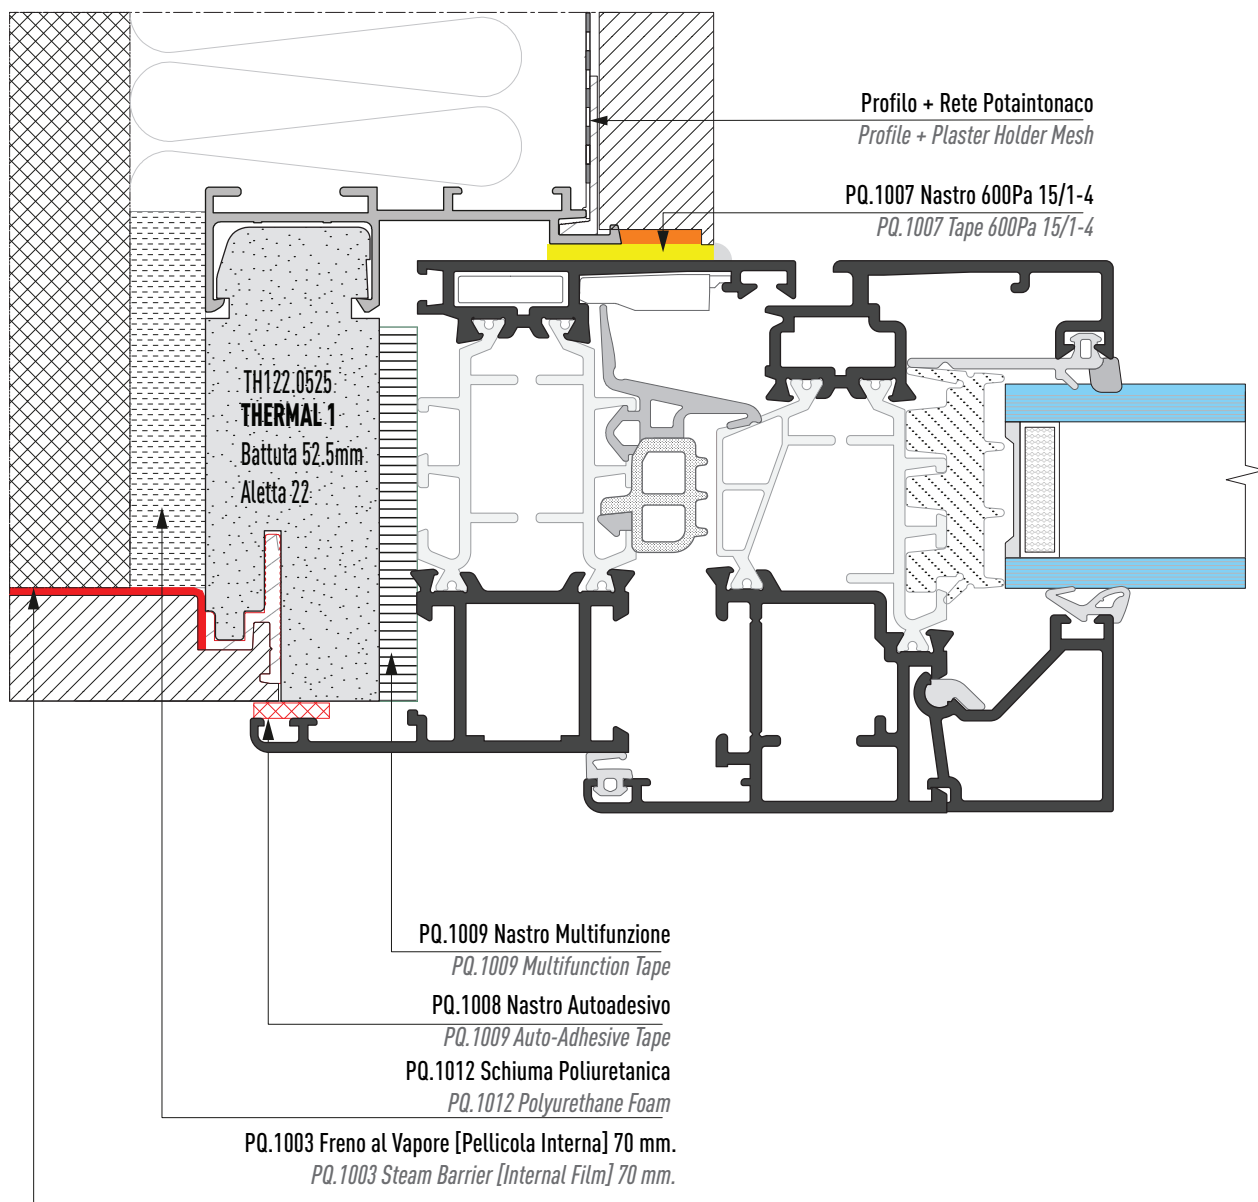 Profilo + Rete Potaintonaco
Profile + Plaster Holder Mesh
PQ.1007 Nastro 600Pa 15/1-4
PQ.1007 Tape 600Pa 15/1-4
TH122.0525
THERMAL 1
Battuta 52.5mm
Aletta 22
PQ.1009 Nastro Multifunzione
PQ.1009 Multifunction Tape
PQ.1008 Nastro Autoadesivo
PQ.1009 Auto-Adhesive Tape
PQ.1012 Schiuma Poliuretanica
PQ.1012 Polyurethane Foam
PQ.1003 Freno al Vapore [Pellicola Interna] 70 mm.
PQ.1003 Steam Barrier [Internal Film] 70 mm.